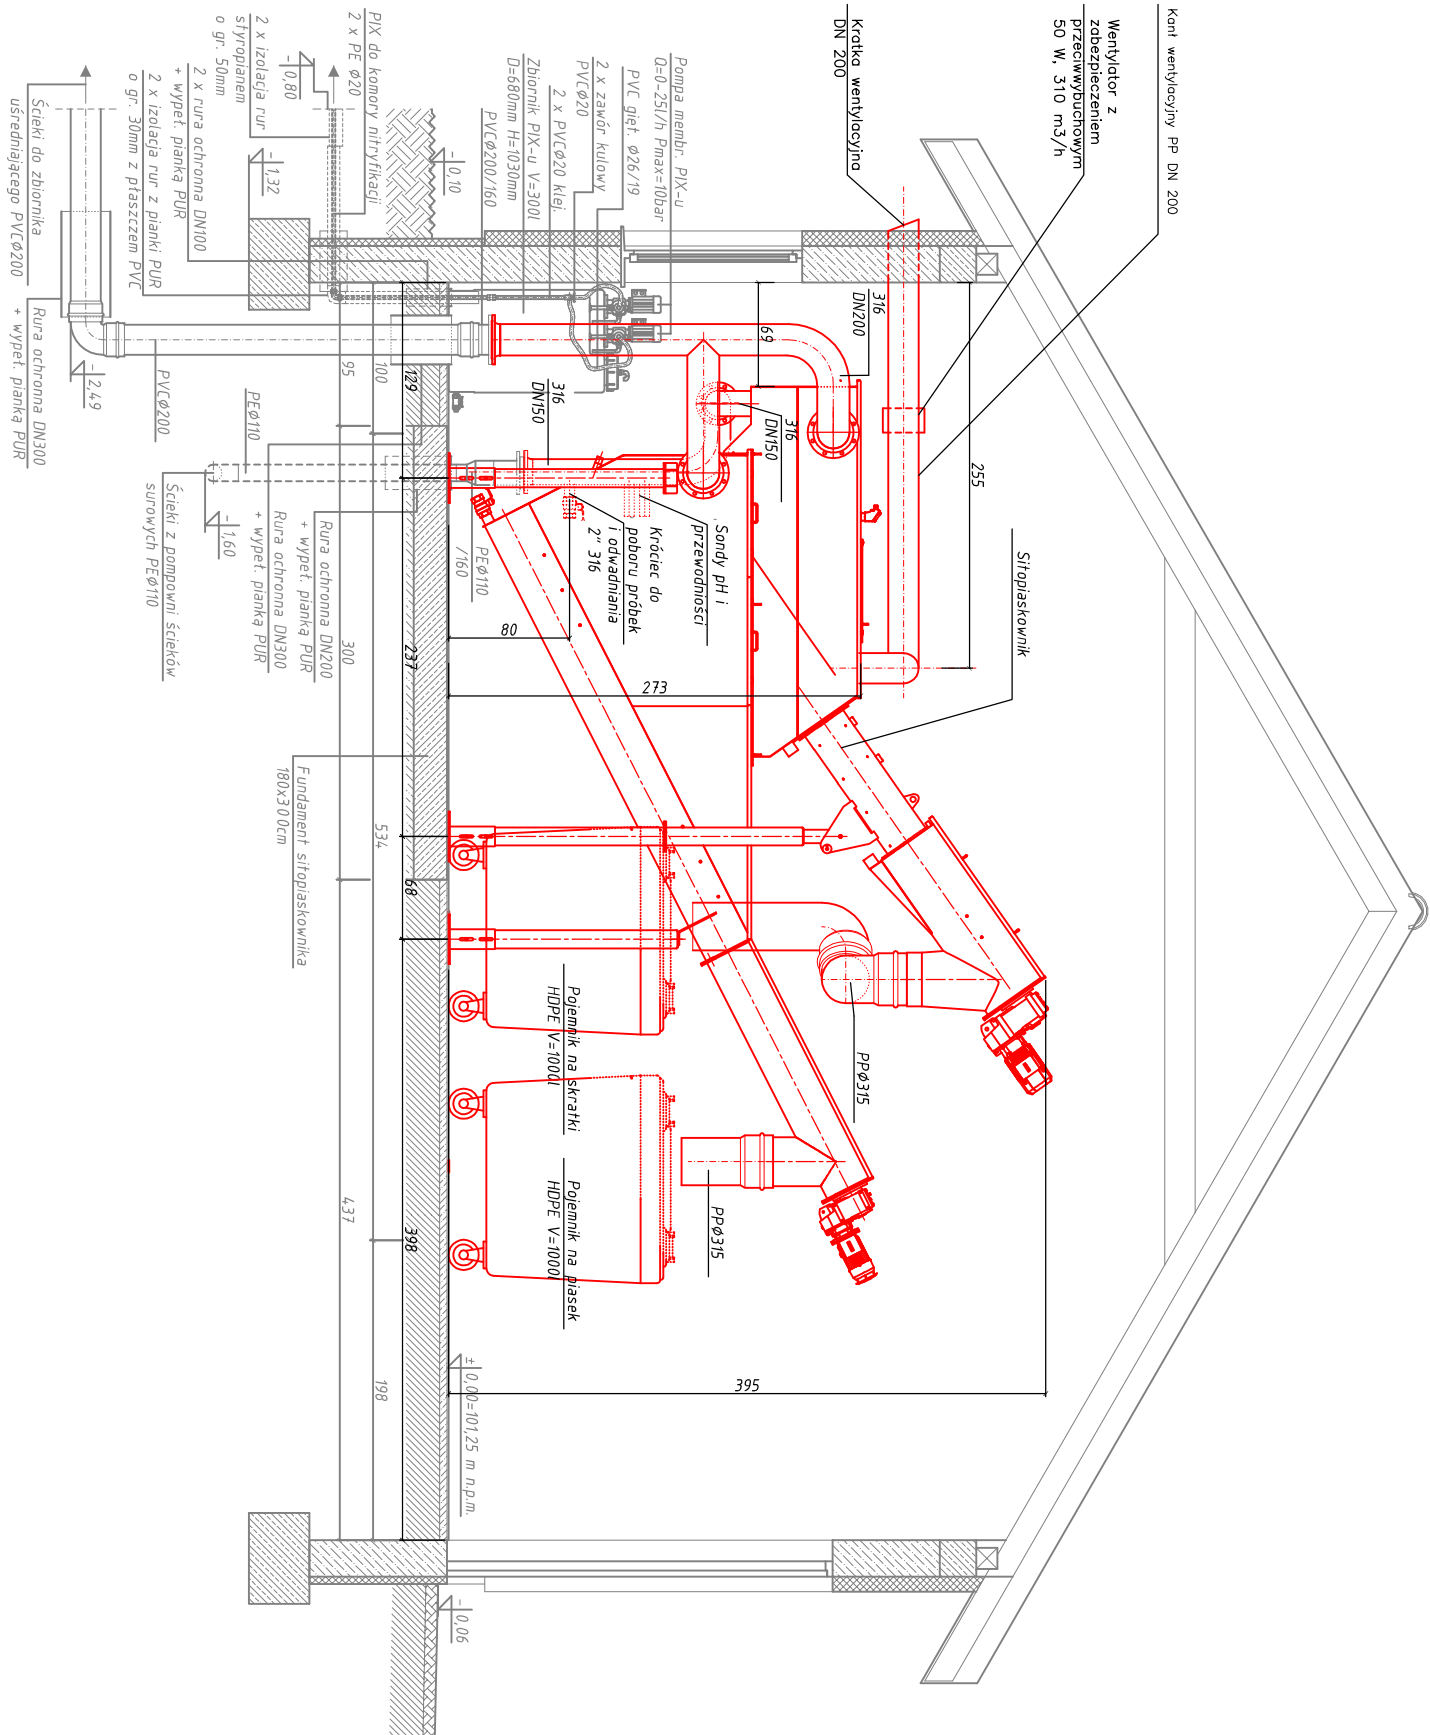 Kanł wentylacyjny PP DN 200
Wentylator z
zabezpieczeniem
przeciwwybuchowym
50 W, 310 m3/h
Kratka wentylacyjna
DN 200
Pompa membr. PIX-u
Q=0-25l/h Pmax=10bar
PVC gięt. ø26/19
2 x zawór kulowy
PVCø20
2 x PVCø20 klej.
Zbiornik PIX-u V=300l
D=680mm H=1030mm
PVCø200/160
-0,10
PIX do komory nitryfikacji
2 x PE ø20
-0,80
2 x izolacja rur
styropianem
o gr. 50mm
-1,32
2 x rura ochronna DN100
+ wypeł. pianką PUR
2 x izolacja rur z pianki PUR
o gr. 30mm z płaszczem PVC
Ścieki do zbiornika
uśredniającego PVCø200
Rura ochronna DN300
+ wypeł. pianką PUR
-2,49
PVCø200
PEø110
Ścieki z pompowni ścieków
surowych PEø110
-1,60
Rura ochronna DN300
+ wypeł. pianką PUR
Rura ochronna DN200
+ wypeł. pianką PUR
PEø110
/160
Fundament sitopiaskownika
180x300cm
316
DN200
69
316
DN150
316
DN150
255
Sitopiaskownik
Sondy pH i
przewodności
Króciec do
poboru próbek
i odwadniania
2" 316
80
273
95
100
129
300
237
534
68
437
398
198
395
PPø315
PPø315
Pojemnik na skratki
HDPE V=1000l
Pojemnik na piasek
HDPE V=1000l
± 0,00=101,25 m n.p.m.
-0,06